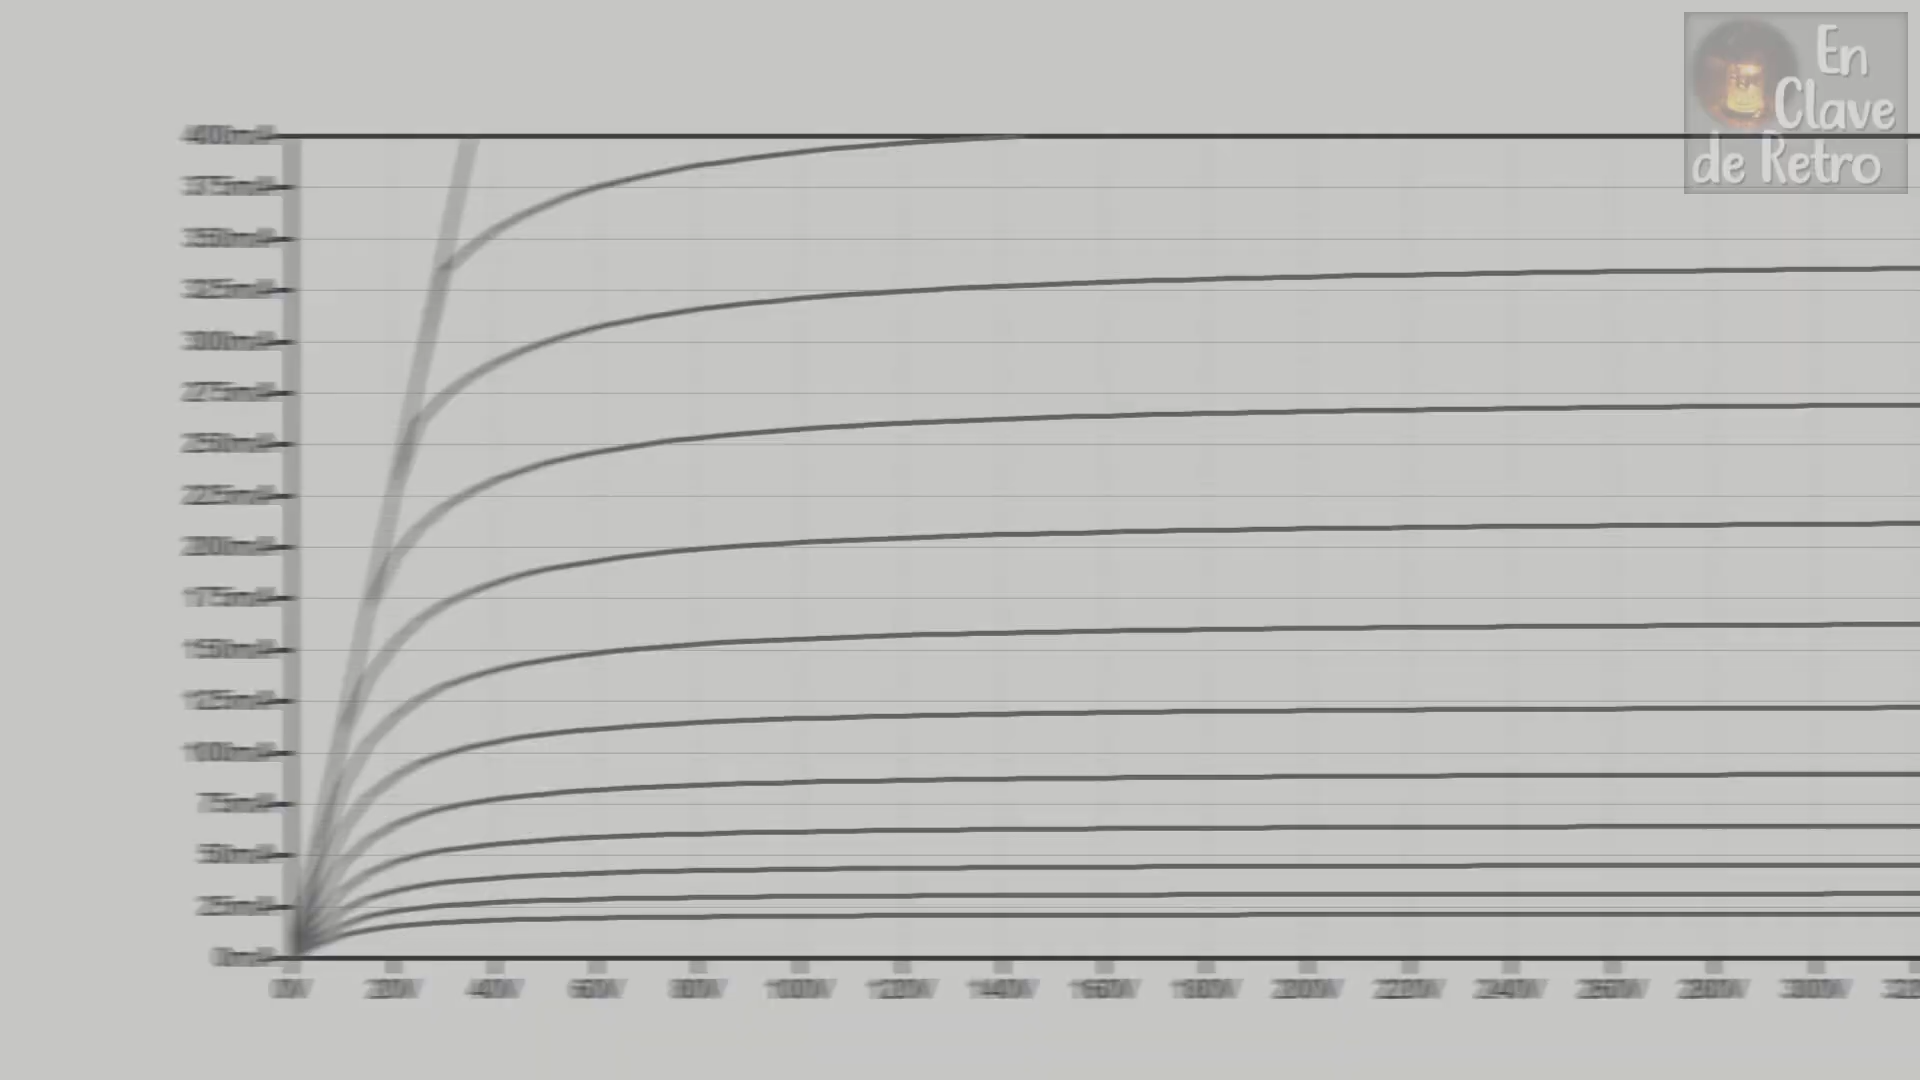 En
Clave
de Retro
400mA
375mA
350mA
325mA
300mA
275mA
250mA
225mA
200mA
175mA
150mA
125mA
100mA
75mA
50mA
25mA
0mA
0V 20V 40V 60V 80V 100V 120V 140V 160V 180V 200V 220V 240V 260V 280V 300V